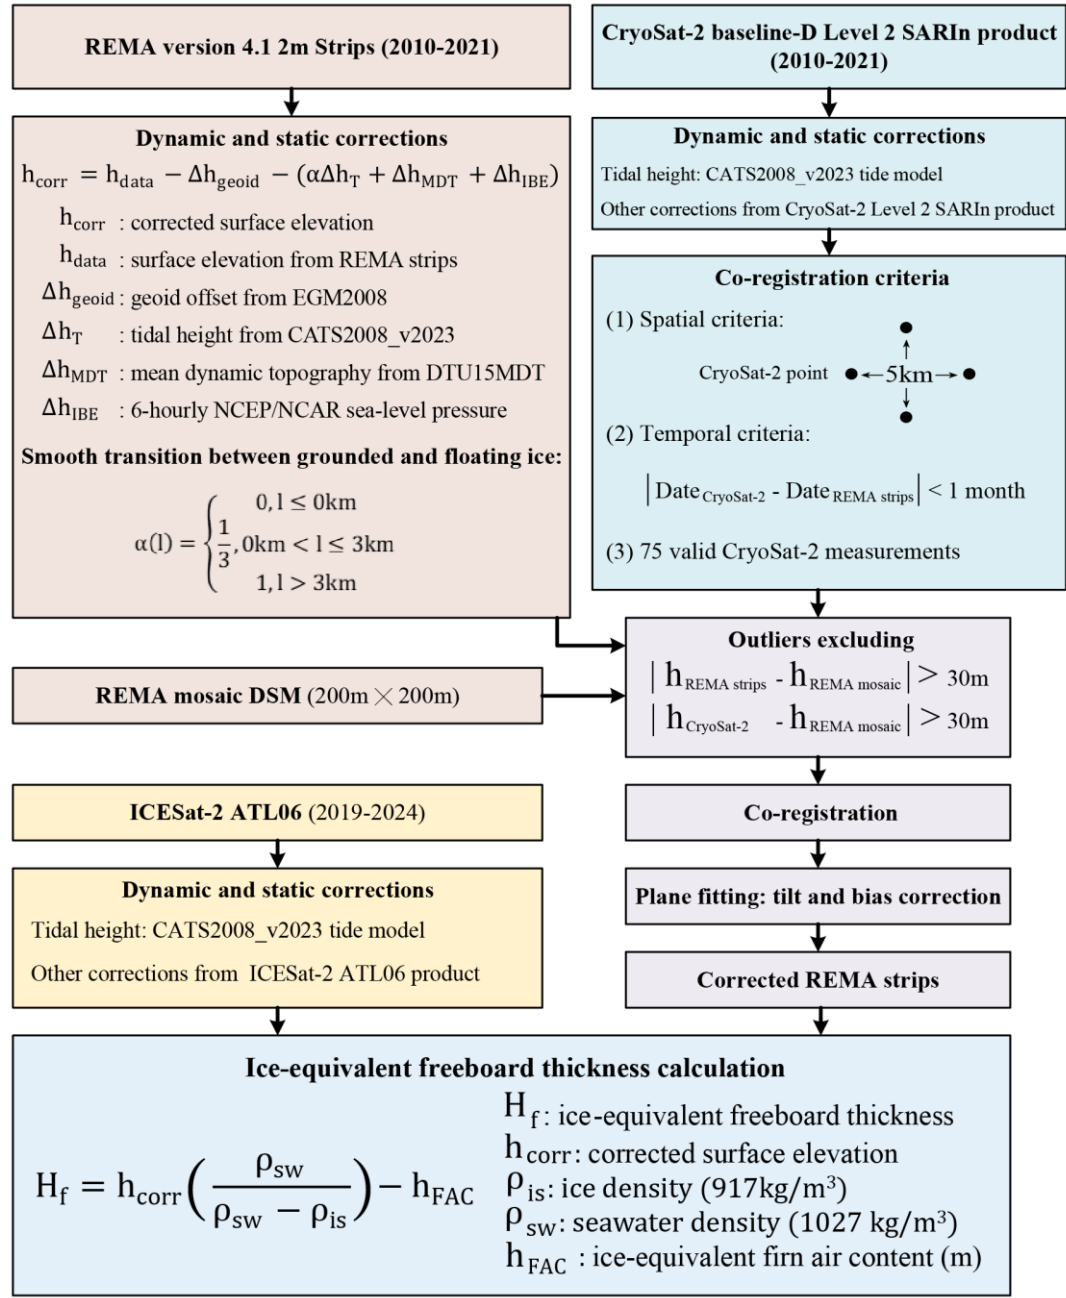 REMA version 4.1 2m Strips (2010-2021)
Dynamic and static corrections
h_corr = h_data − Δh_geoid − (αΔh_T + Δh_MDT + Δh_IBE)
h_corr : corrected surface elevation
h_data : surface elevation from REMA strips
Δh_geoid : geoid offset from EGM2008
Δh_T : tidal height from CATS2008_v2023
Δh_MDT : mean dynamic topography from DTU15MDT
Δh_IBE : 6-hourly NCEP/NCAR sea-level pressure
Smooth transition between grounded and floating ice:
α(l) = {
0, l ≤ 0km
1/3, 0km < l ≤ 3km
1, l > 3km
CryoSat-2 baseline-D Level 2 SARIn product
(2010-2021)
Dynamic and static corrections
Tidal height: CATS2008_v2023 tide model
Other corrections from CryoSat-2 Level 2 SARIn product
Co-registration criteria
(1) Spatial criteria:
CryoSat-2 point
5km
(2) Temporal criteria:
| Date CryoSat-2 - Date REMA strips | < 1 month
(3) 75 valid CryoSat-2 measurements
REMA mosaic DSM (200m × 200m)
Outliers excluding
| h REMA strips - h REMA mosaic | > 30m
| h CryoSat-2 - h REMA mosaic | > 30m
Co-registration
Plane fitting: tilt and bias correction
Corrected REMA strips
ICESat-2 ATL06 (2019-2024)
Dynamic and static corrections
Tidal height: CATS2008_v2023 tide model
Other corrections from ICESat-2 ATL06 product
Ice-equivalent freeboard thickness calculation
H_f = h_corr (ρ_sw / (ρ_sw − ρ_is)) − h_FAC
H_f : ice-equivalent freeboard thickness
h_corr : corrected surface elevation
ρ_is : ice density (917kg/m³)
ρ_sw : seawater density (1027 kg/m³)
h_FAC : ice-equivalent firn air content (m)